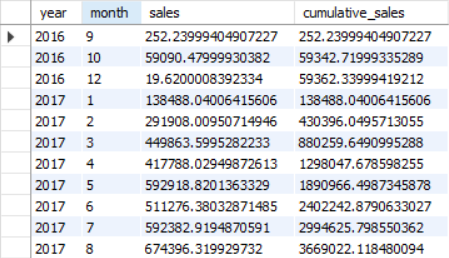 year month sales cumulative_sales
2016 9 252.23999404907227 252.23999404907227
2016 10 59090.47999930382 59342.71999335289
2016 12 19.6200008392334 59362.33999419212
2017 1 138488.04006415606 138488.04006415606
2017 2 291908.00950714946 430396.0495713055
2017 3 449863.5995282233 880259.6490995288
2017 4 417788.02949872613 1298047.678598255
2017 5 592918.8201363329 1890966.4987345878
2017 6 511276.38032871485 2402242.8790633027
2017 7 592382.9194870591 2994625.798550362
2017 8 674396.319929732 3669022.118480094